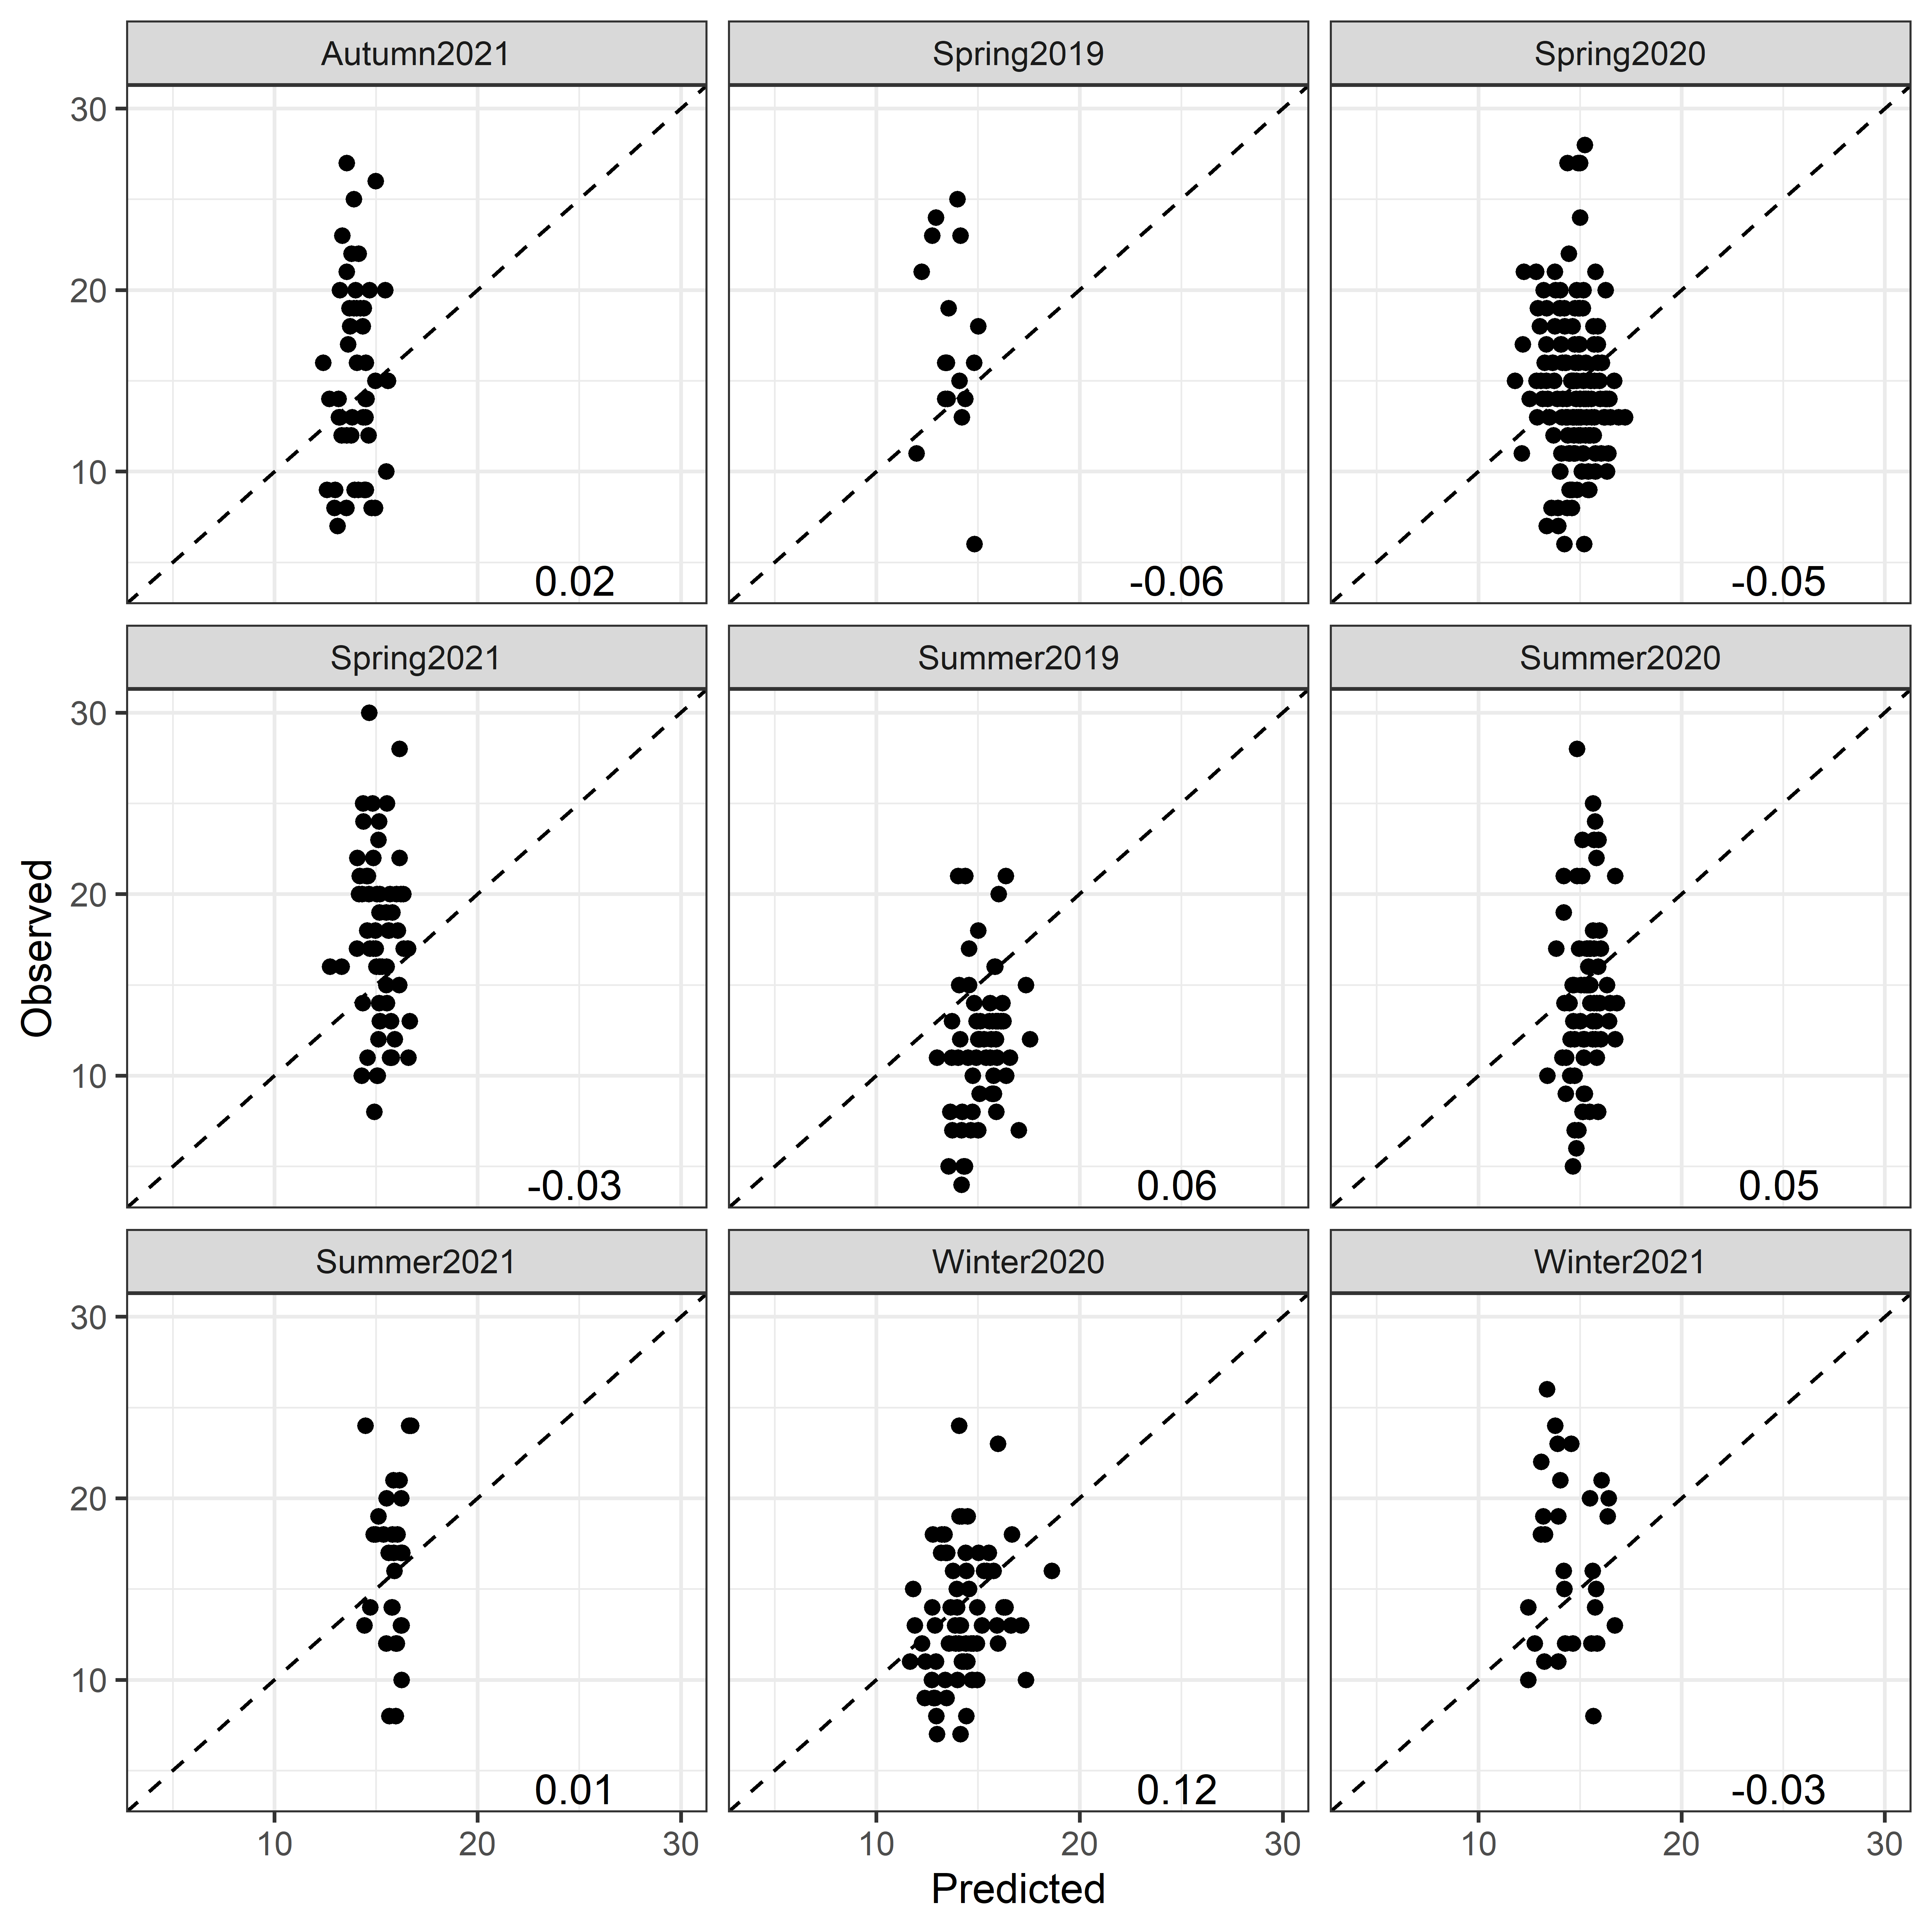 Autumn2021 Spring2019 Spring2020
30
20
10
0.02 -0.06 -0.05
Spring2021 Summer2019 Summer2020
30
20
10
-0.03 0.06 0.05
Summer2021 Winter2020 Winter2021
30
20
10
0.01 0.12 -0.03
10 20 30 10 20 30 10 20 30
Predicted
Observed